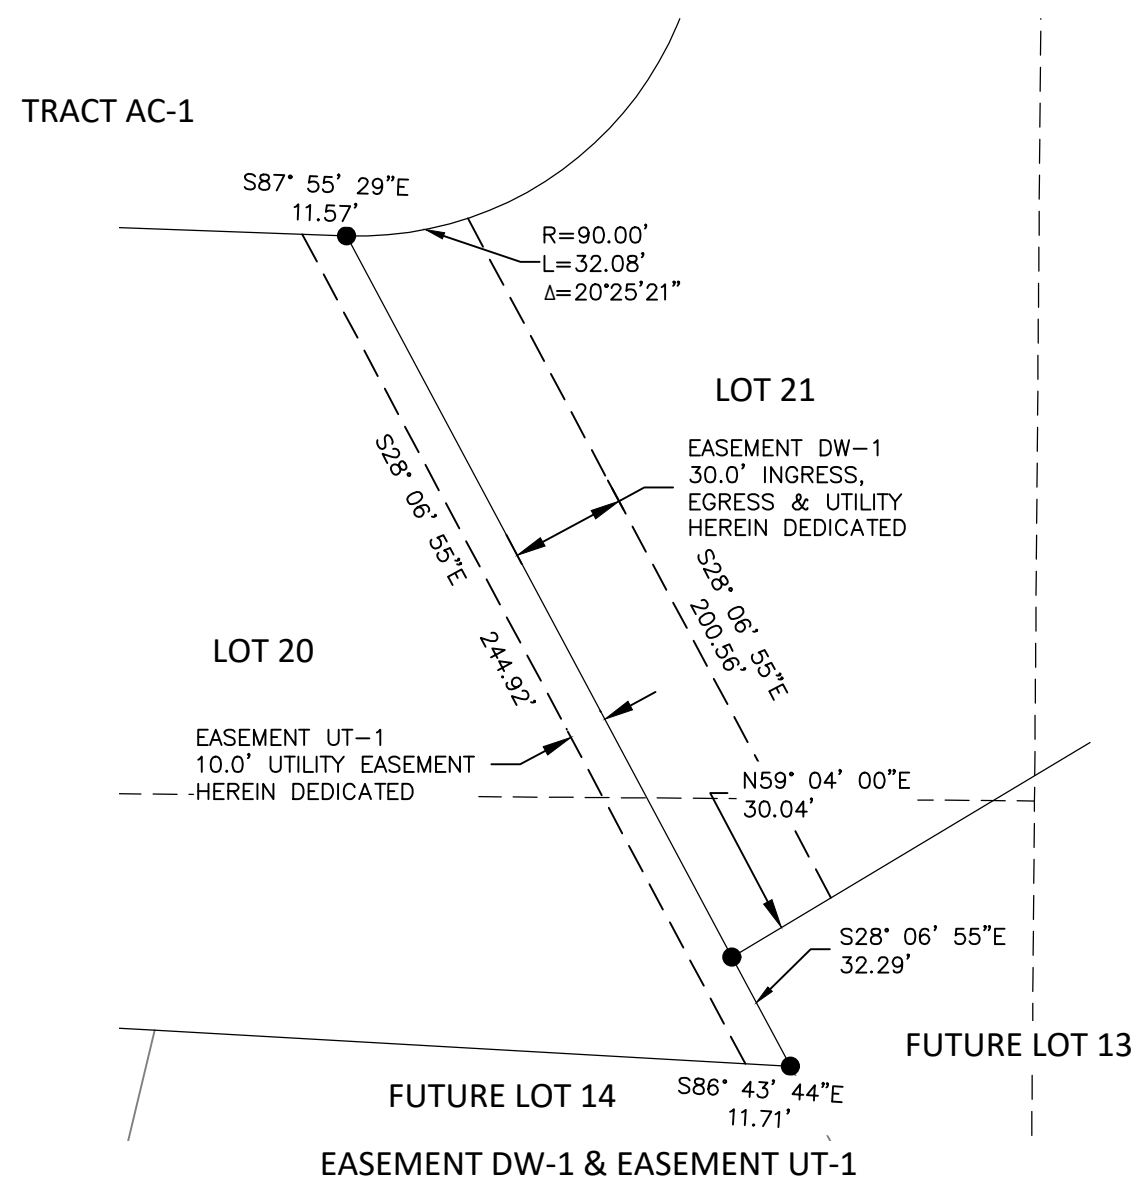 TRACT AC-1
S87° 55' 29"E
11.57'
R=90.00'
L=32.08'
Δ=20°25'21"
LOT 21
EASEMENT DW-1
30.0' INGRESS,
EGRESS & UTILITY
HEREIN DEDICATED
S28° 06' 55"E 244.92'
S28° 06' 55"E
200.56'
LOT 20
EASEMENT UT-1
10.0' UTILITY EASEMENT
HEREIN DEDICATED
N59° 04' 00"E
30.04'
S28° 06' 55"E
32.29'
FUTURE LOT 13
FUTURE LOT 14
S86° 43' 44"E
11.71'
EASEMENT DW-1 & EASEMENT UT-1